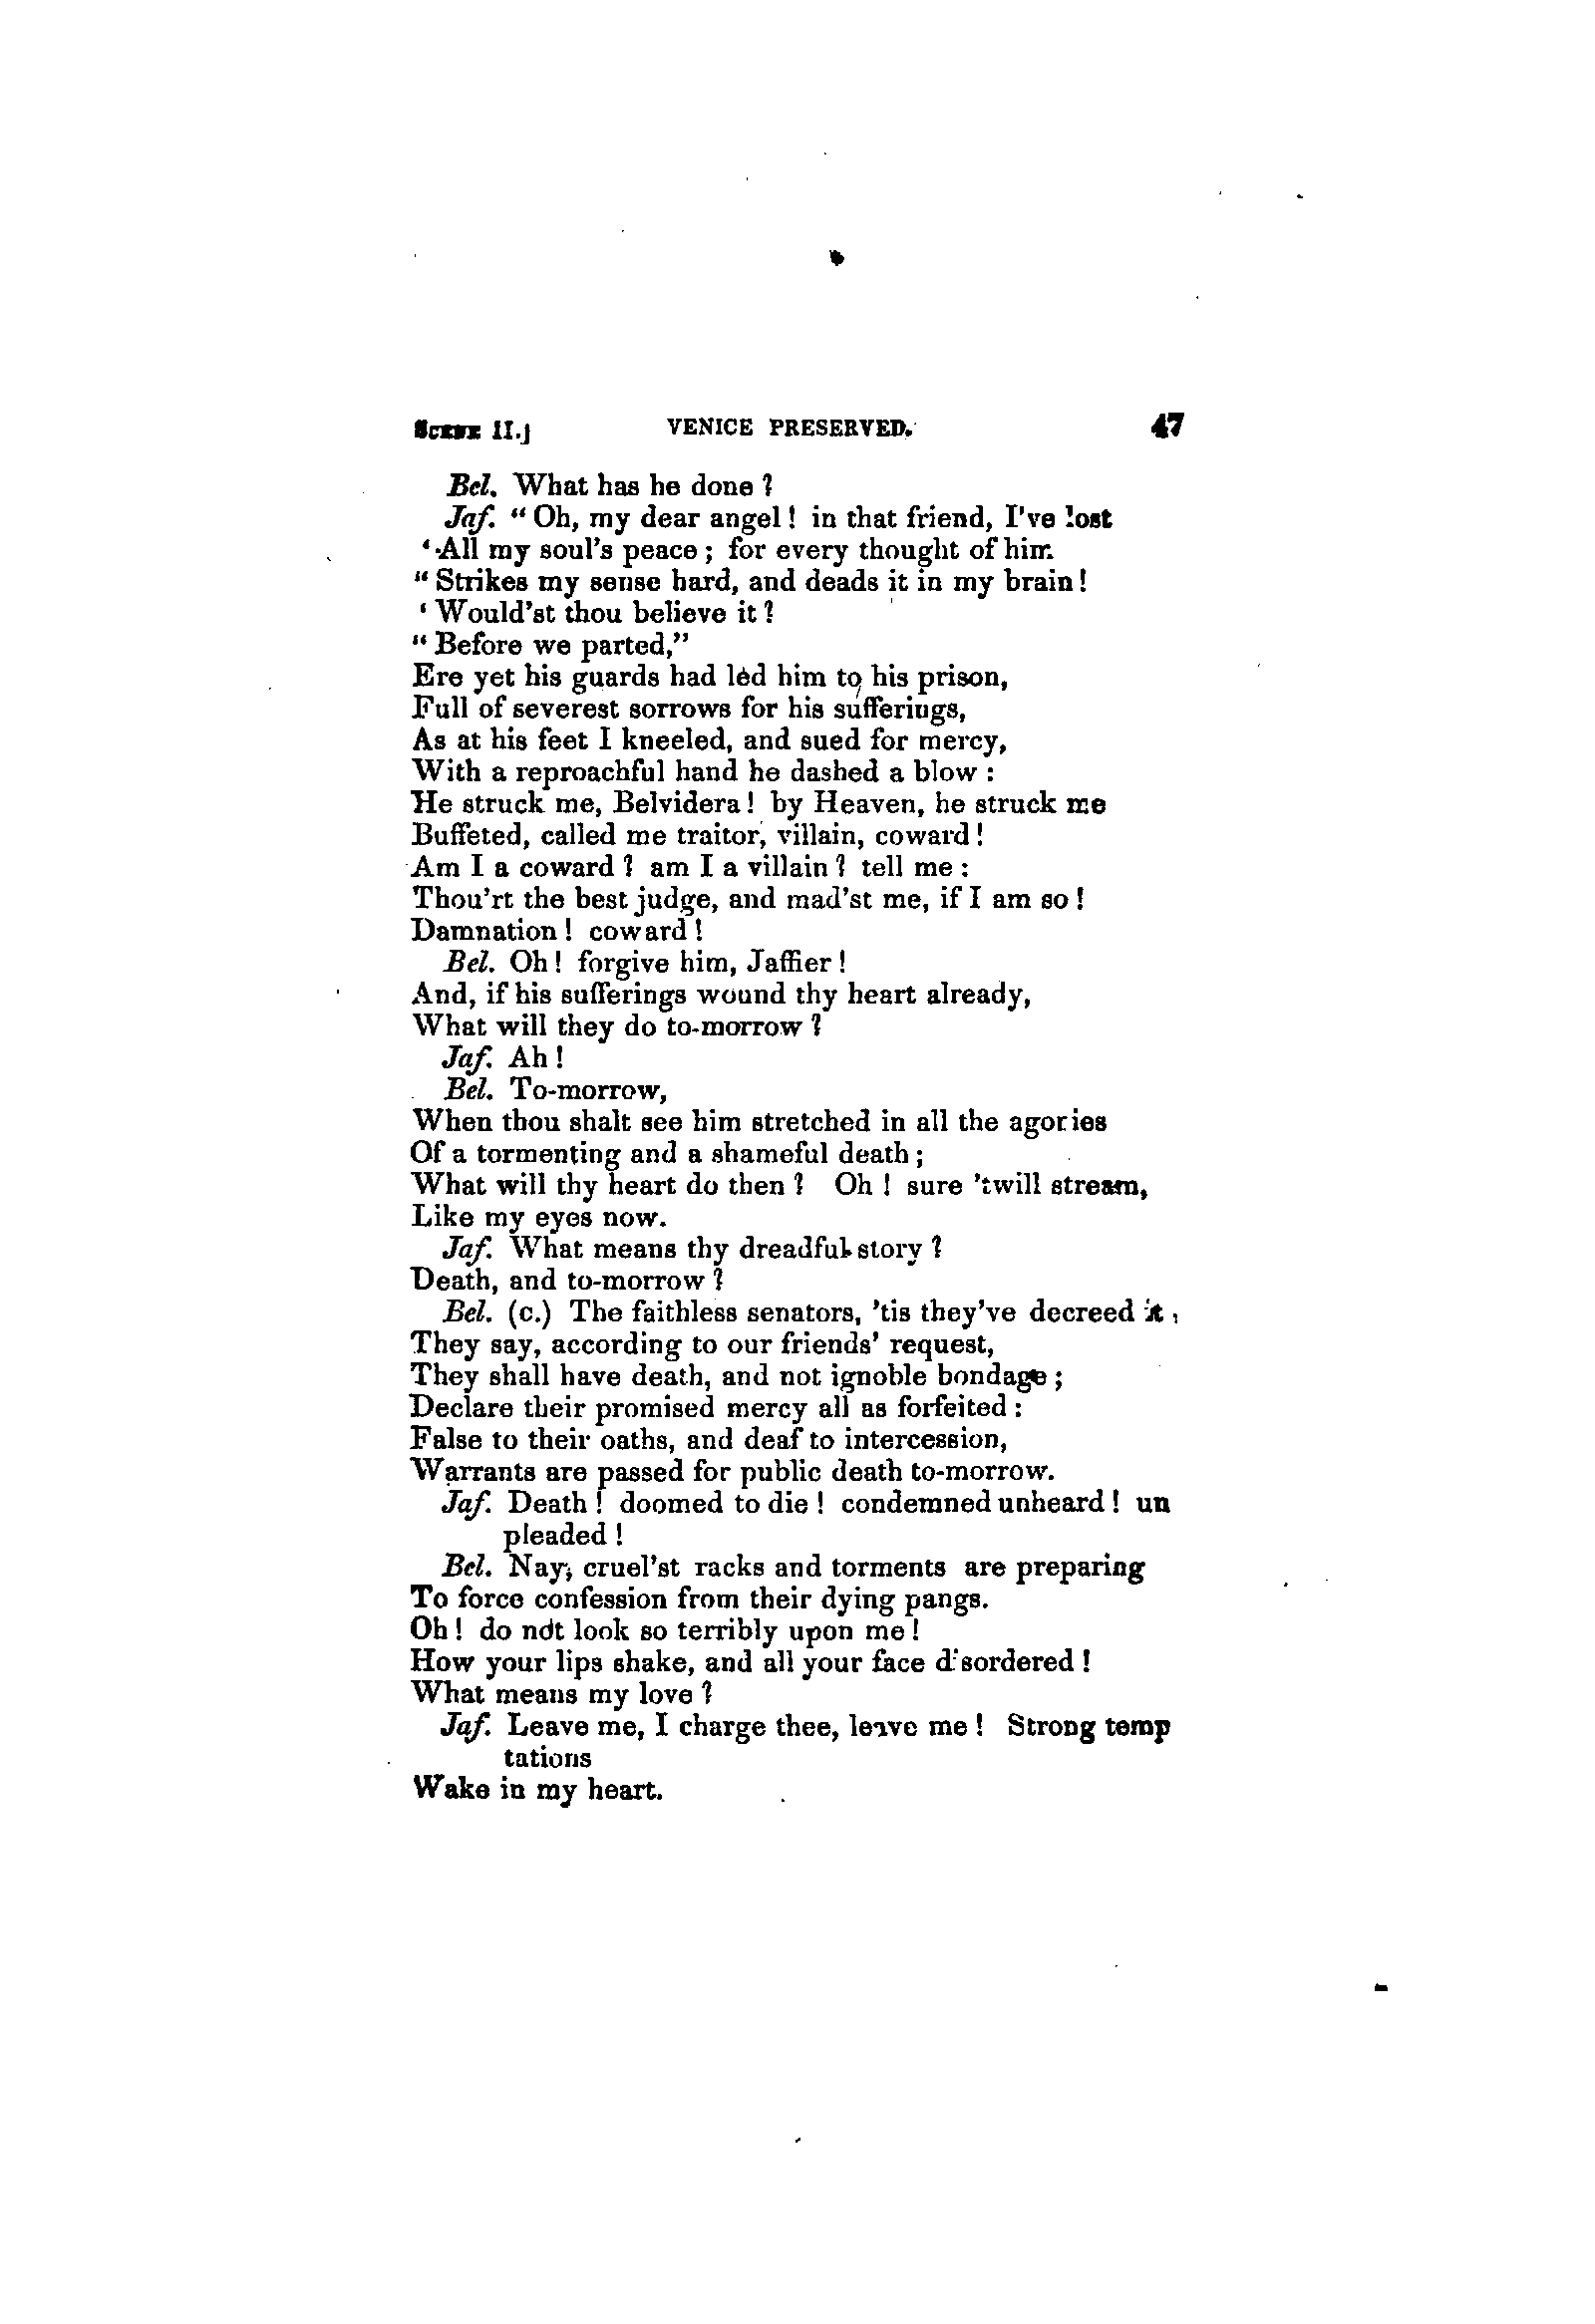 SCENE II.]  VENICE PRESERVED.  47
Bel. What has he done?
Jaf. "Oh, my dear angel! in that friend, I've lost
"All my soul's peace; for every thought of him
"Strikes my sense hard, and deads it in my brain!
"Would'st thou believe it?
"Before we parted,"
Ere yet his guards had led him to his prison,
Full of severest sorrows for his sufferings,
As at his feet I kneeled, and sued for mercy,
With a reproachful hand he dashed a blow:
He struck me, Belvidera! by Heaven, he struck me
Buffeted, called me traitor, villain, coward!
Am I a coward? am I a villain? tell me:
Thou'rt the best judge, and mad'st me, if I am so!
Damnation! coward!
Bel. Oh! forgive him, Jaffier!
And, if his sufferings wound thy heart already,
What will they do to-morrow?
Jaf. Ah!
Bel. To-morrow,
When thou shalt see him stretched in all the agonies
Of a tormenting and a shameful death;
What will thy heart do then? Oh! sure 'twill stream,
Like my eyes now.
Jaf. What means thy dreadful story?
Death, and to-morrow?
Bel. (c.) The faithless senators, 'tis they've decreed it,
They say, according to our friends' request,
They shall have death, and not ignoble bondage;
Declare their promised mercy all as forfeited:
False to their oaths, and deaf to intercession,
Warrants are passed for public death to-morrow.
Jaf. Death! doomed to die! condemned unheard! un
pleaded!
Bel. Nay, cruel'st racks and torments are preparing
To force confession from their dying pangs.
Oh! do not look so terribly upon me!
How your lips shake, and all your face disordered!
What means my love?
Jaf. Leave me, I charge thee, leave me! Strong temp
tations
Wake in my heart.